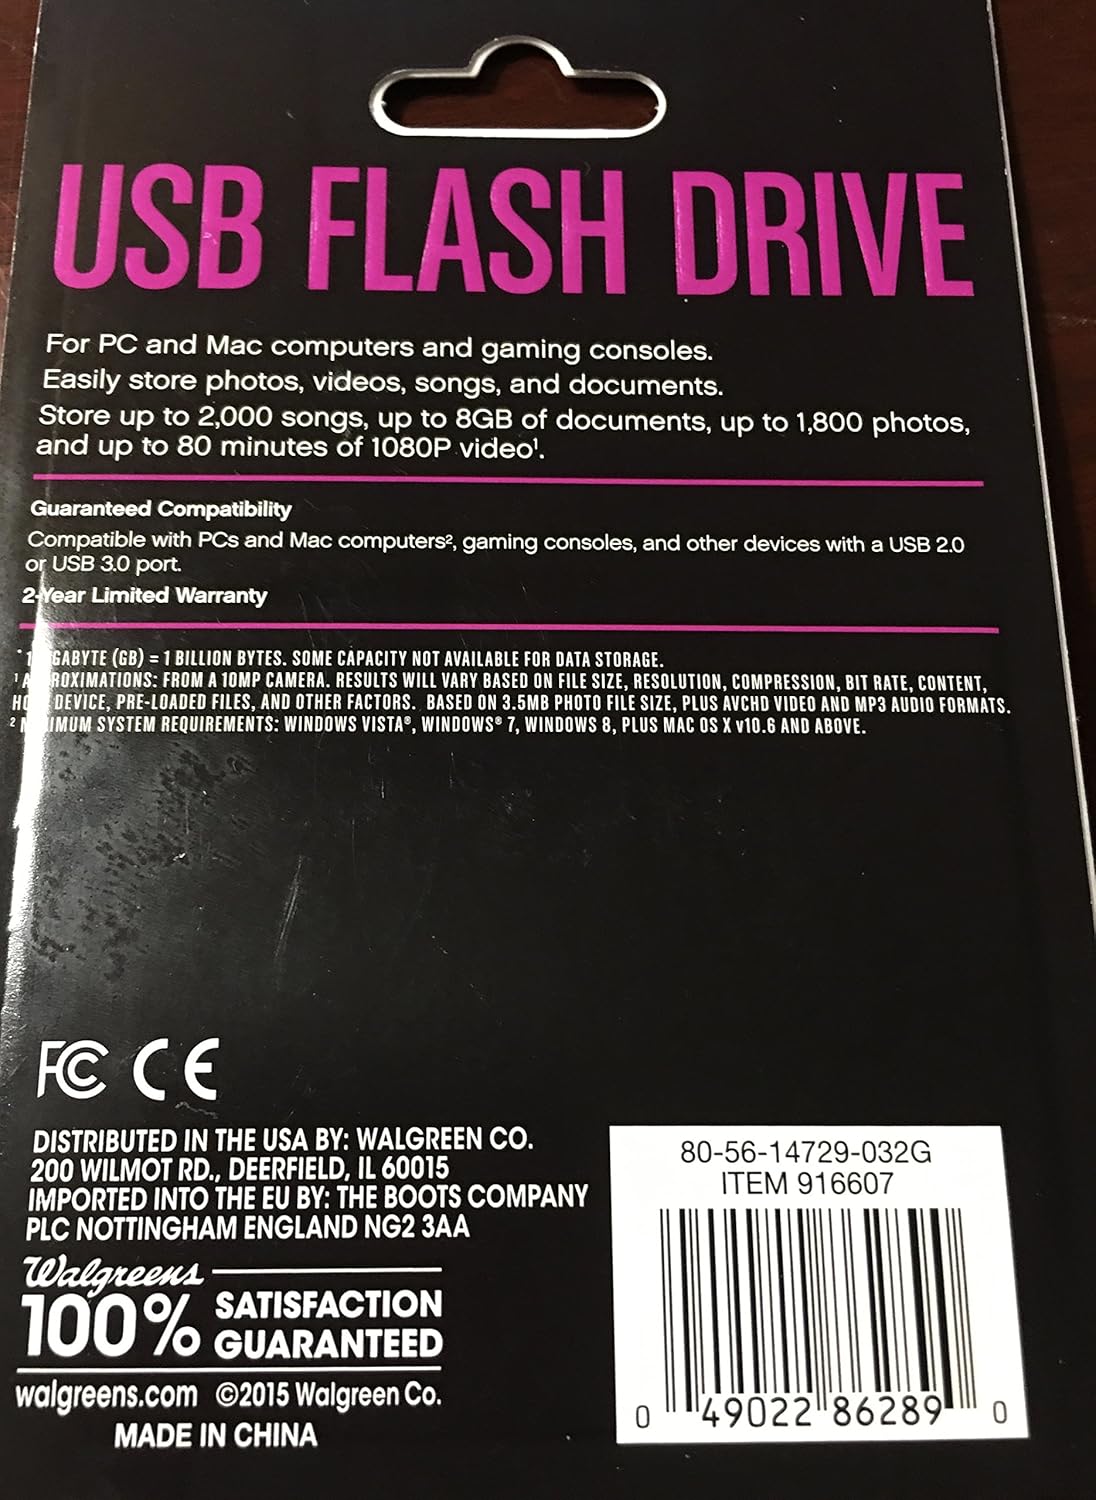 USB FLASH DRIVE
For PC and Mac computers and gaming consoles.
Easily store photos, videos, songs, and documents.
Store up to 2,000 songs, up to 8GB of documents, up to 1,800 photos,
and up to 80 minutes of 1080P video¹.
Guaranteed Compatibility
Compatible with PCs and Mac computers², gaming consoles, and other devices with a USB 2.0
or USB 3.0 port.
2-Year Limited Warranty
(GB) = 1 BILLION BYTES. SOME CAPACITY NOT AVAILABLE FOR DATA STORAGE.
FROM A 10MP CAMERA. RESULTS WILL VARY BASED ON FILE SIZE, RESOLUTION, COMPRESSION, BIT RATE, CONTENT,
DEVICE, PRE-LOADED FILES, AND OTHER FACTORS. BASED ON 3.5MB PHOTO FILE SIZE, PLUS AVCHD VIDEO AND MP3 AUDIO FORMATS.
SYSTEM REQUIREMENTS: WINDOWS VISTA®, WINDOWS® 7, WINDOWS 8, PLUS MAC OS X v10.6 AND ABOVE.
FC CE
DISTRIBUTED IN THE USA BY: WALGREEN CO.
200 WILMOT RD., DEERFIELD, IL 60015
IMPORTED INTO THE EU BY: THE BOOTS COMPANY
PLC NOTTINGHAM ENGLAND NG2 3AA
Walgreens
100% SATISFACTION
GUARANTEED
walgreens.com ©2015 Walgreen Co.
MADE IN CHINA
80-56-14729-032G
ITEM 916607
0 49022 86289 0